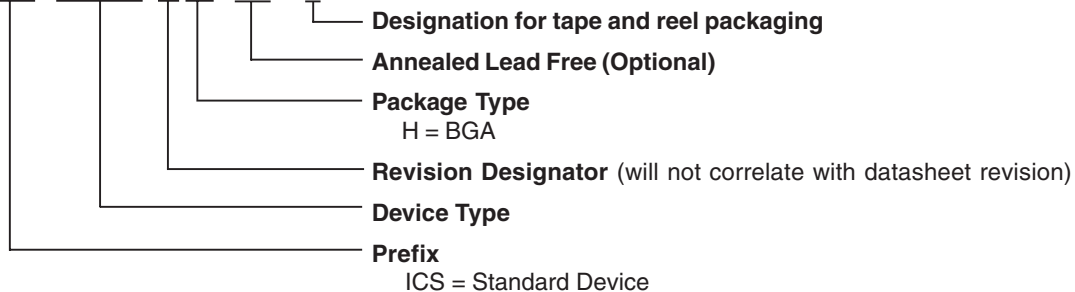 Designation for tape and reel packaging
Annealed Lead Free (Optional)
Package Type
H = BGA
Revision Designator (will not correlate with datasheet revision)
Device Type
Prefix
ICS = Standard Device